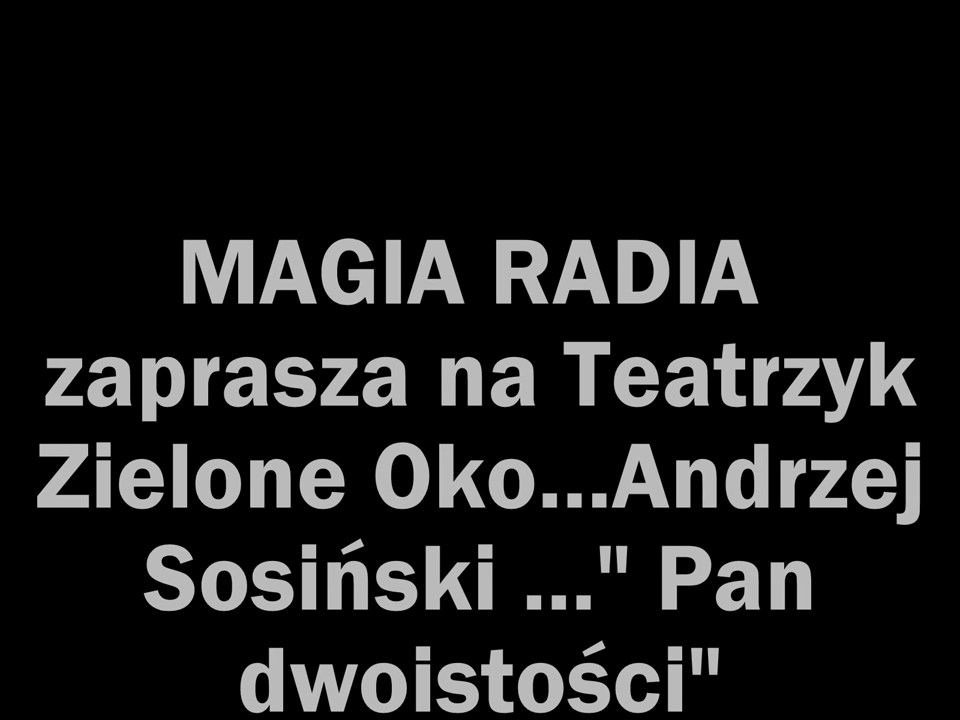 MAGIA RADIA
zaprasza na Teatrzyk
Zielone Oko...Andrzej
Sosiński ..." Pan
dwoistości"